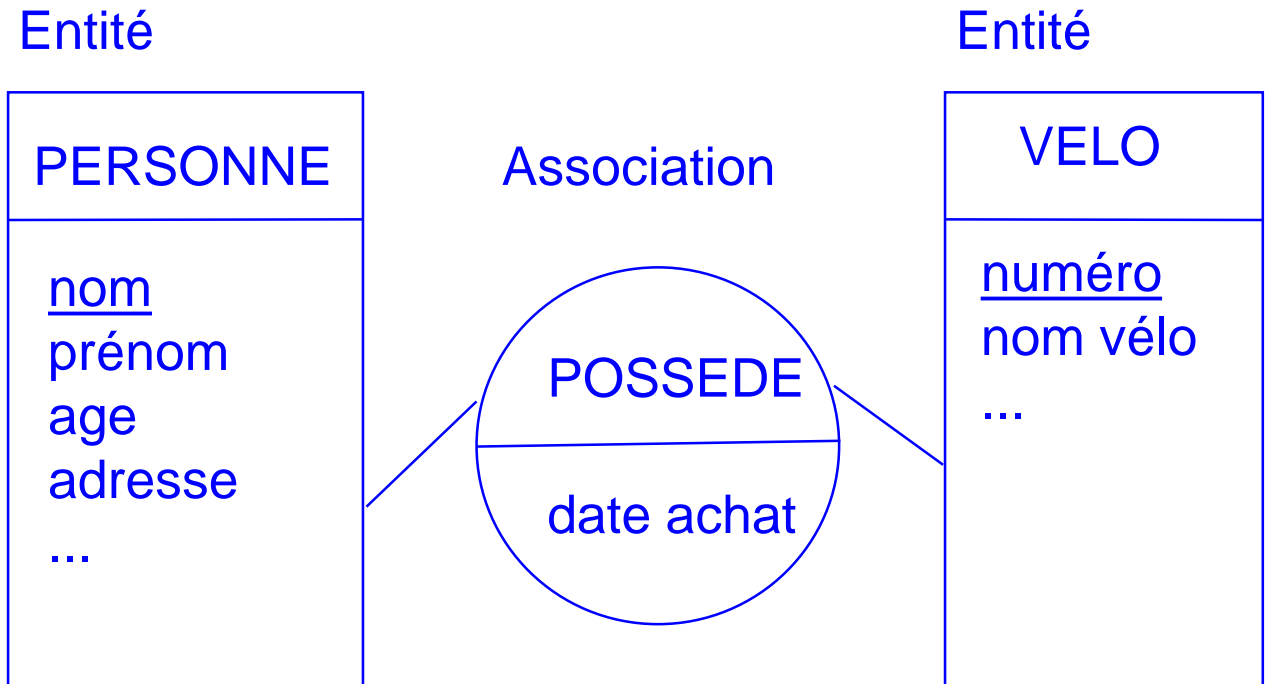 Entité
Entité
PERSONNE
nom
prénom
age
adresse
...
Association
POSSEDE
date achat
VELO
numéro
nom vélo
...